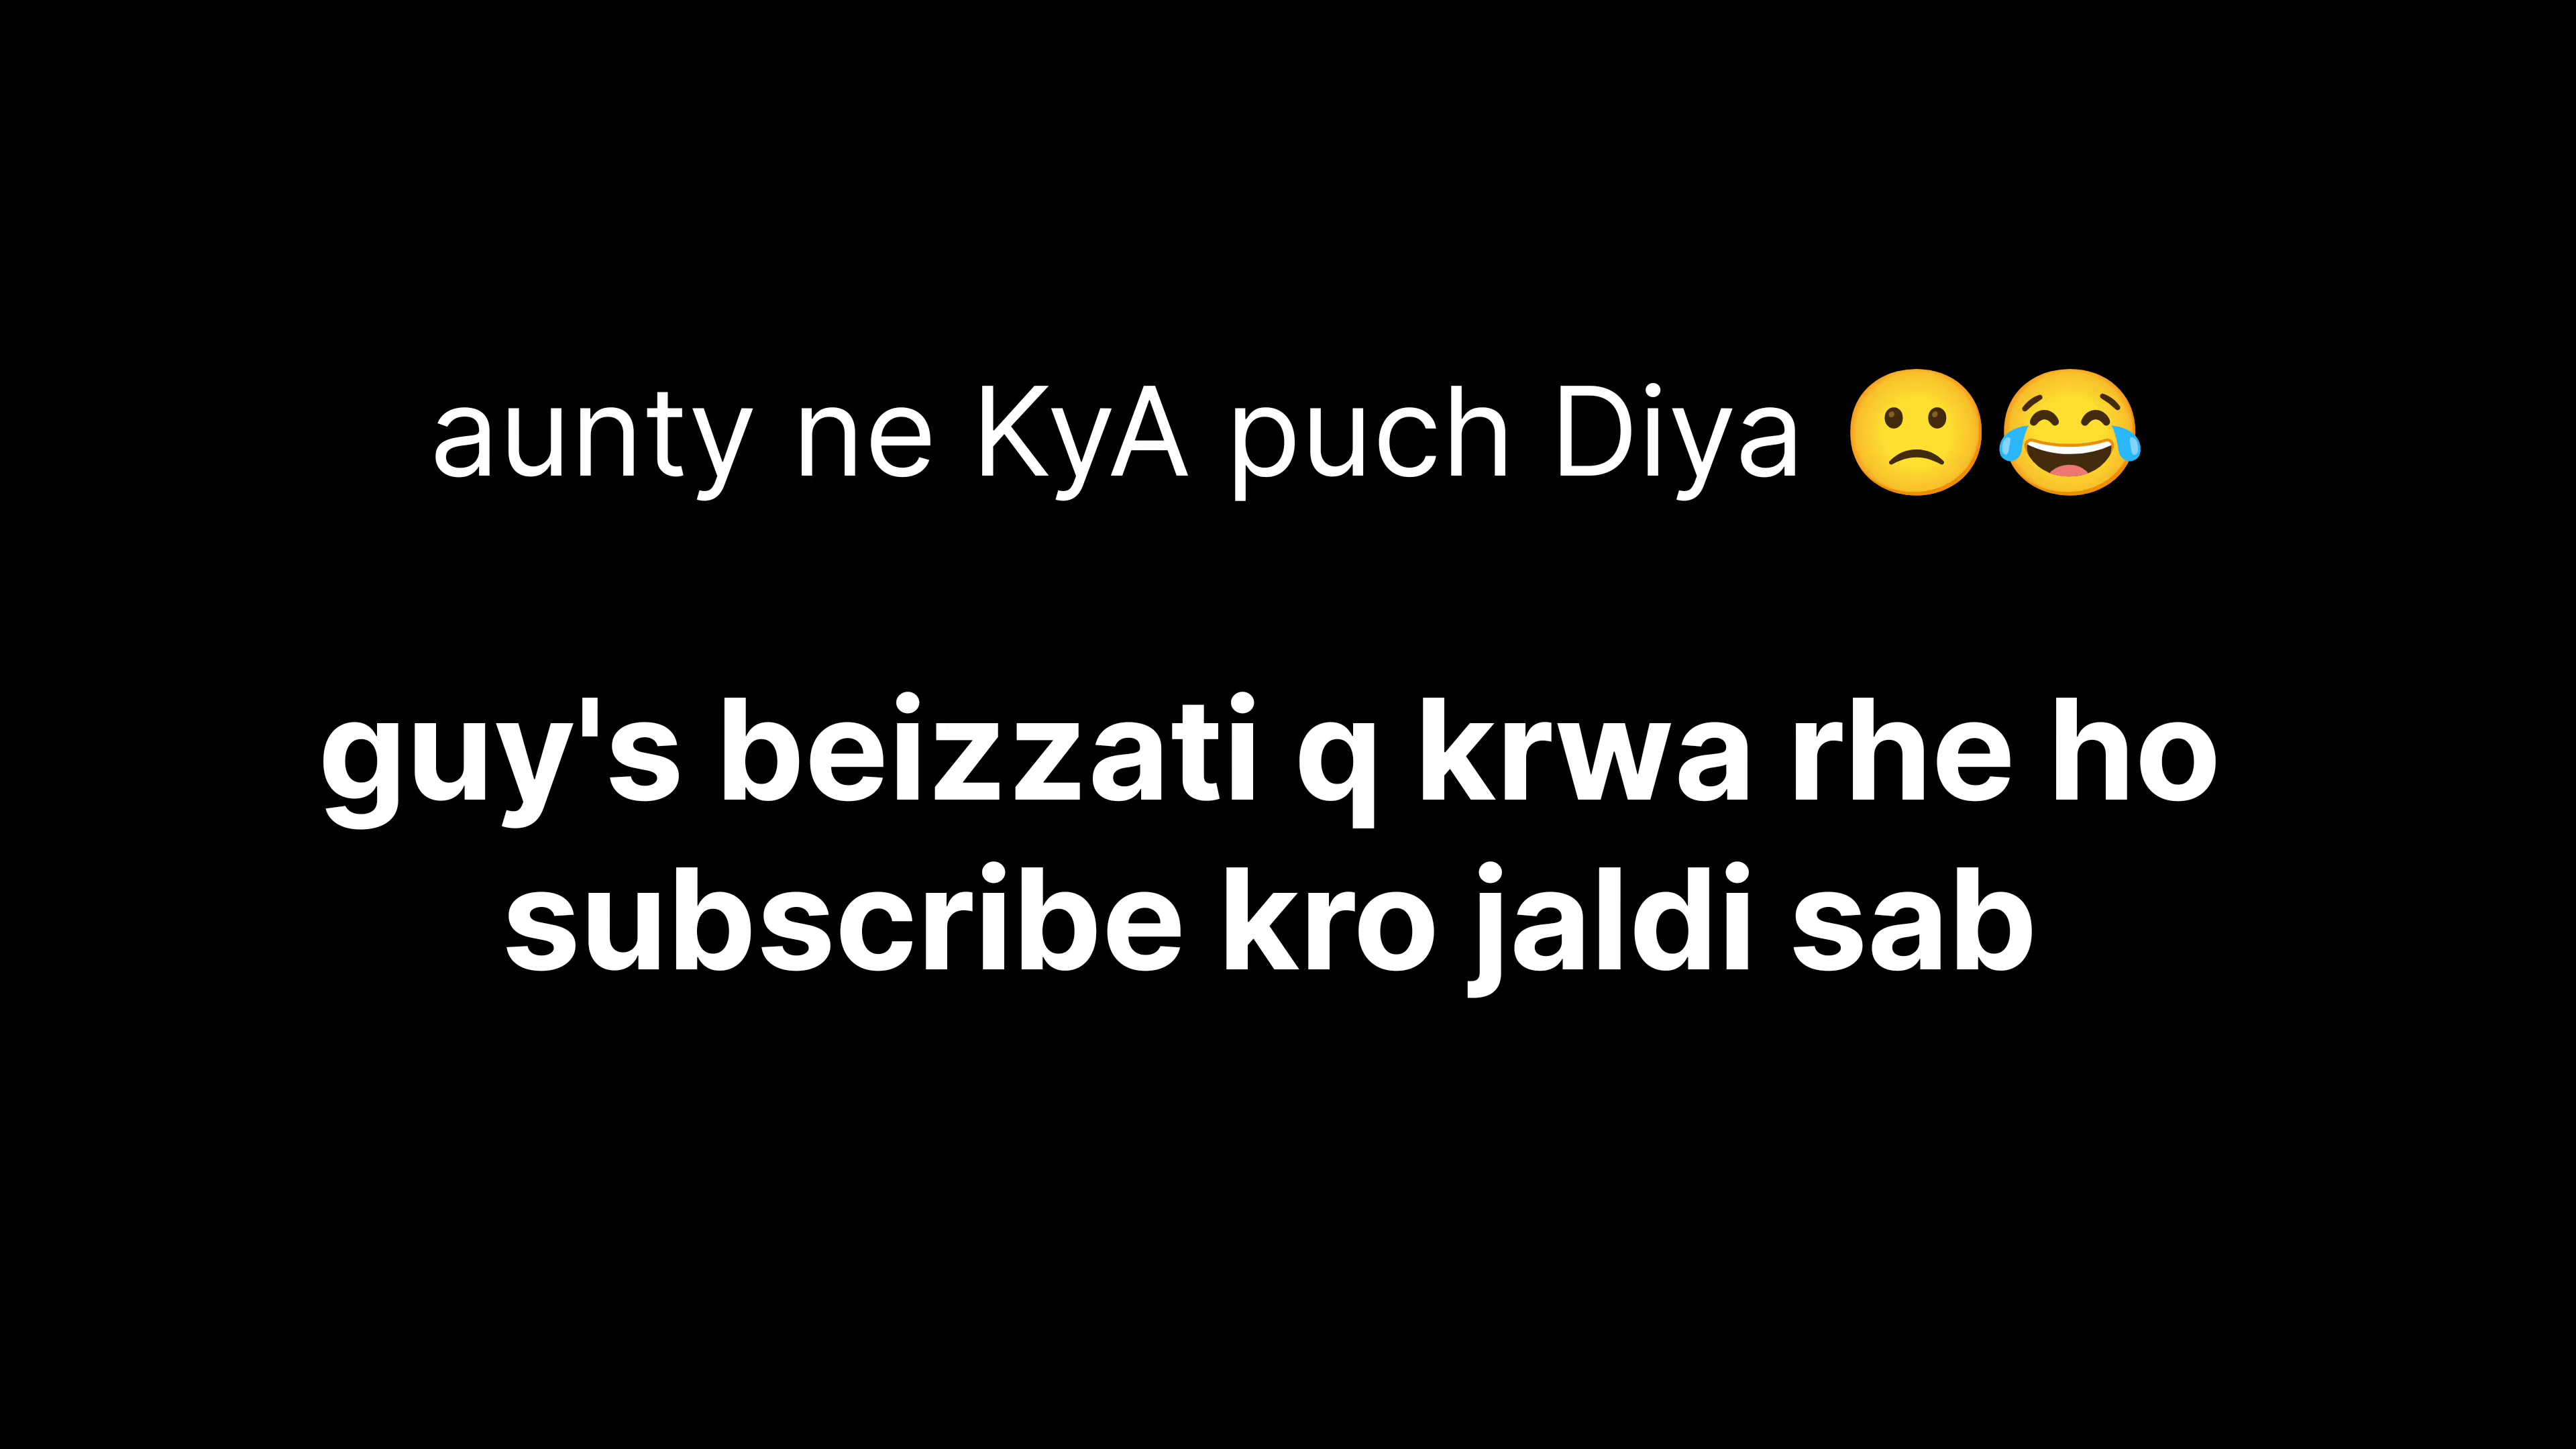 aunty ne KyA puch Diya 🙁😂
guy's beizzati q krwa rhe ho
subscribe kro jaldi sab